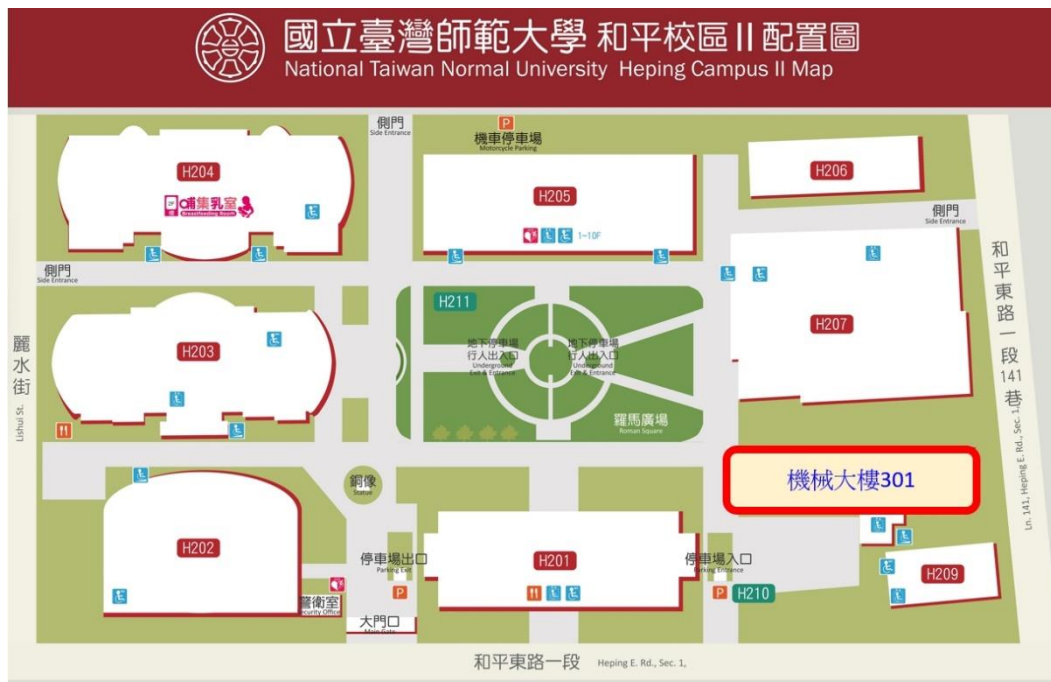 國立臺灣師範大學 和平校區 II 配置圖
National Taiwan Normal University Heping Campus II Map
側門
Side Entrance
P
機車停車場
Motorcycle Parking
H204
哺集乳室
Breastfeeding Room
H205
1~10F
H206
側門
Side Entrance
側門
Side Entrance
H211
H203
地下停車場
行人出入口
Underground
Exit & Entrance
地下停車場
行人出入口
Underground
Exit & Entrance
H207
羅馬廣場
Roman Square
麗水街
Lishui St.
和平東路一段141巷
Ln. 141, Heping E. Rd., Sec. 1,
機械大樓301
銅像
Statue
H202
停車場出口
Parking Exit
P
H201
停車場入口
Parking Entrance
P
H210
H209
警衛室
Security Office
大門口
Main Gate
和平東路一段 Heping E. Rd., Sec. 1,